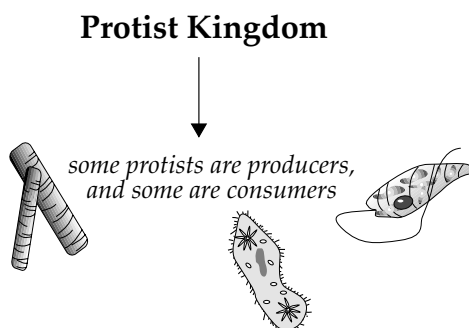 Protist Kingdom
some protists are producers,
and some are consumers